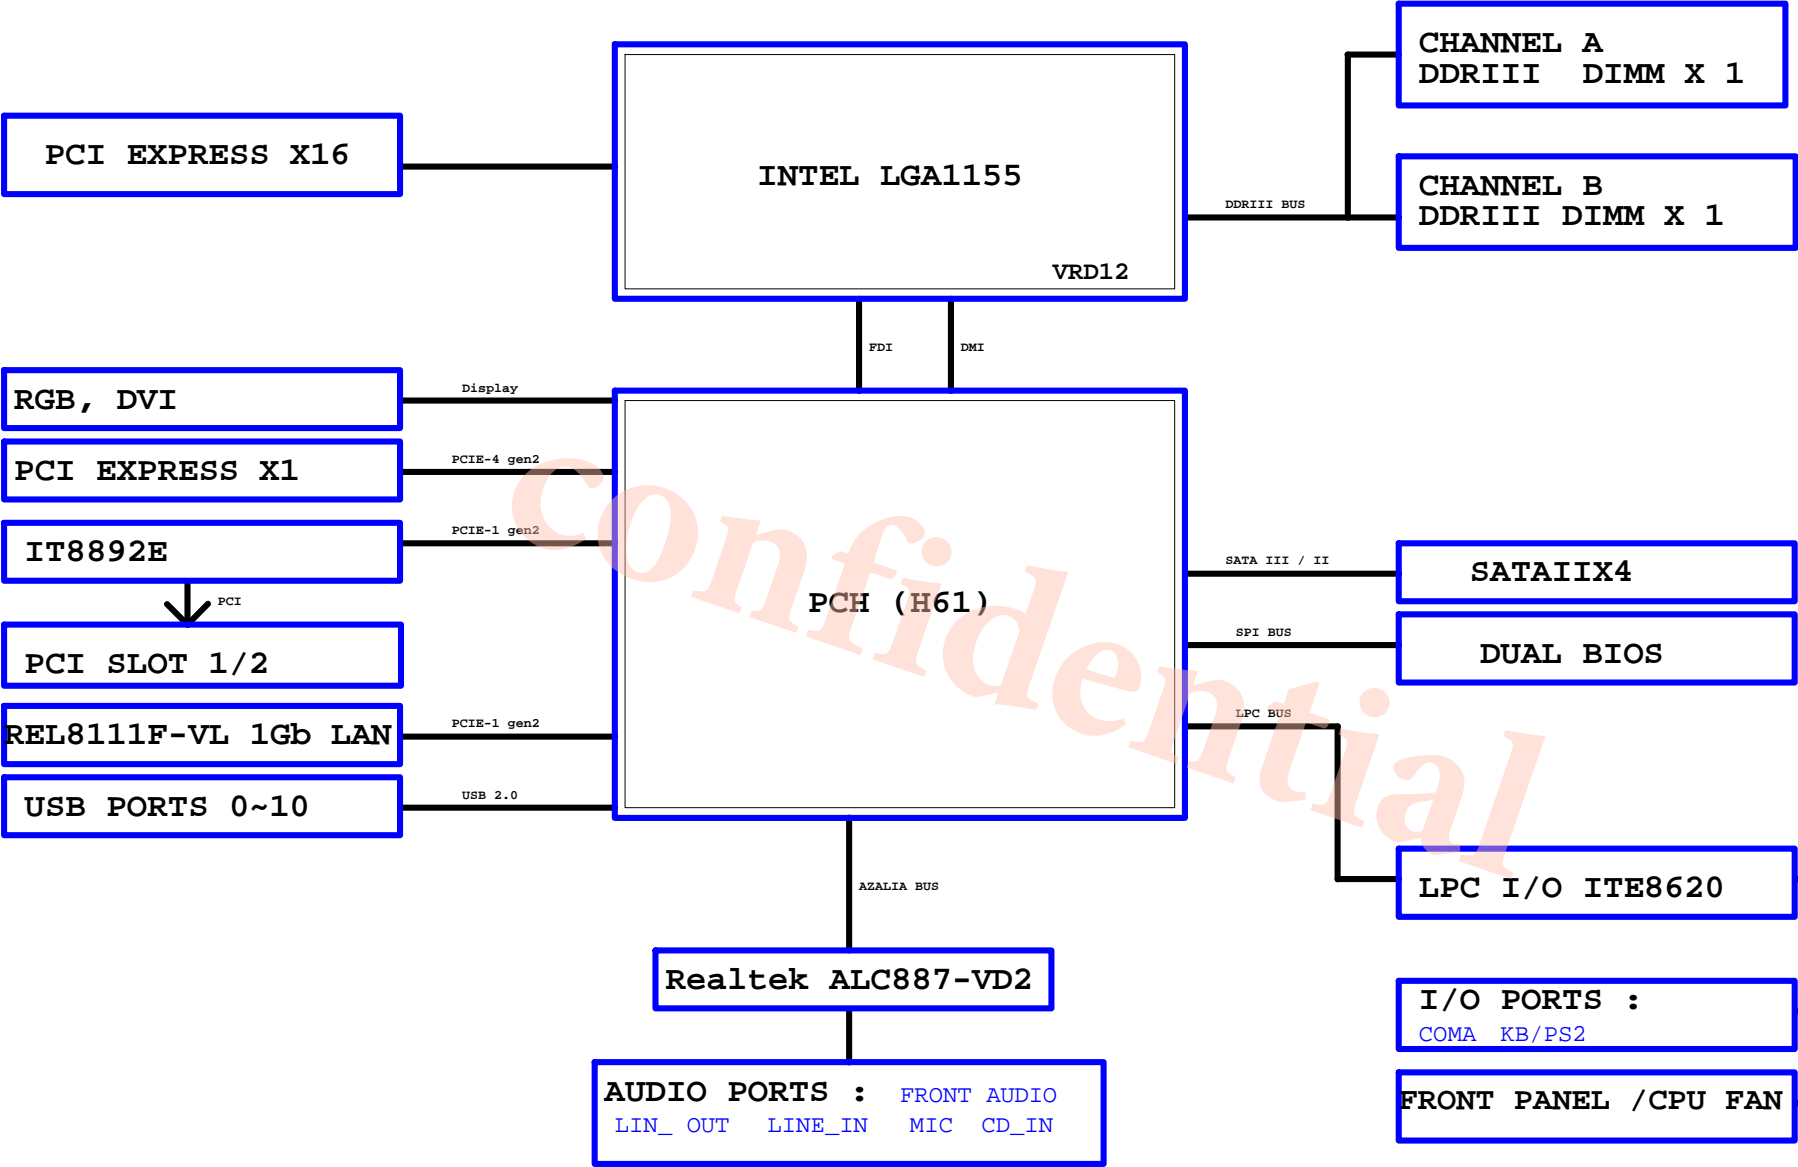 CHANNEL A
DDRIII DIMM X 1
PCI EXPRESS X16
INTEL LGA1155
CHANNEL B
DDRIII DIMM X 1
DDRIII BUS
VRD12
FDI
DMI
RGB, DVI
Display
PCI EXPRESS X1
PCIE-4 gen2
IT8892E
PCIE-1 gen2
PCI
PCI SLOT 1/2
REL8111F-VL 1Gb LAN
PCIE-1 gen2
USB PORTS 0~10
USB 2.0
PCH (H61)
confidential
SATA III / II
SATAIIX4
SPI BUS
DUAL BIOS
LPC BUS
LPC I/O ITE8620
AZALIA BUS
Realtek ALC887-VD2
AUDIO PORTS : FRONT AUDIO
LIN_ OUT LINE_IN MIC CD_IN
I/O PORTS :
COMA KB/PS2
FRONT PANEL /CPU FAN